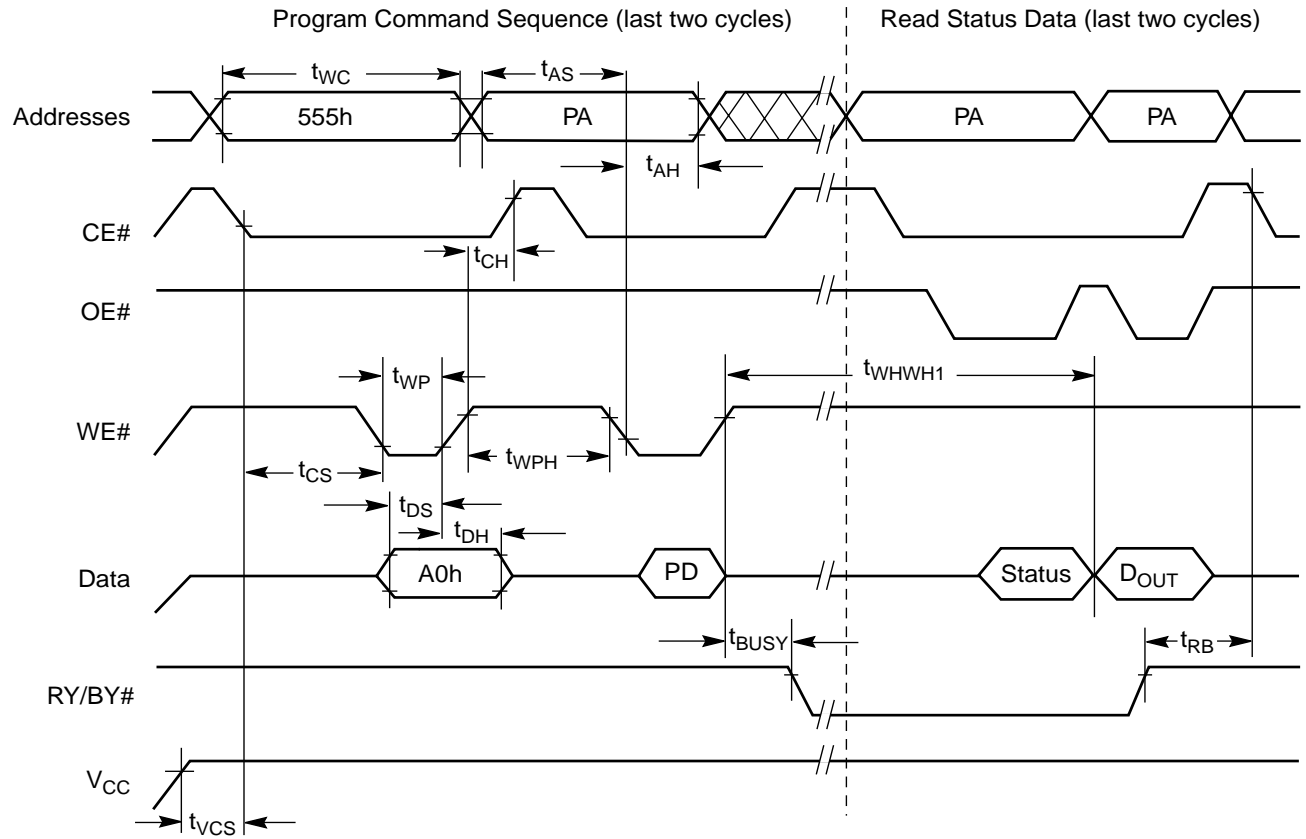 Program Command Sequence (last two cycles) Read Status Data (last two cycles)
tWC tAS
Addresses 555h PA PA PA
tAH
CE#
tCH
OE#
tWP tWHWH1
WE#
tCS tWPH
tDS
tDH
Data A0h PD Status DOUT
tBUSY tRB
RY/BY#
VCC
tVCS